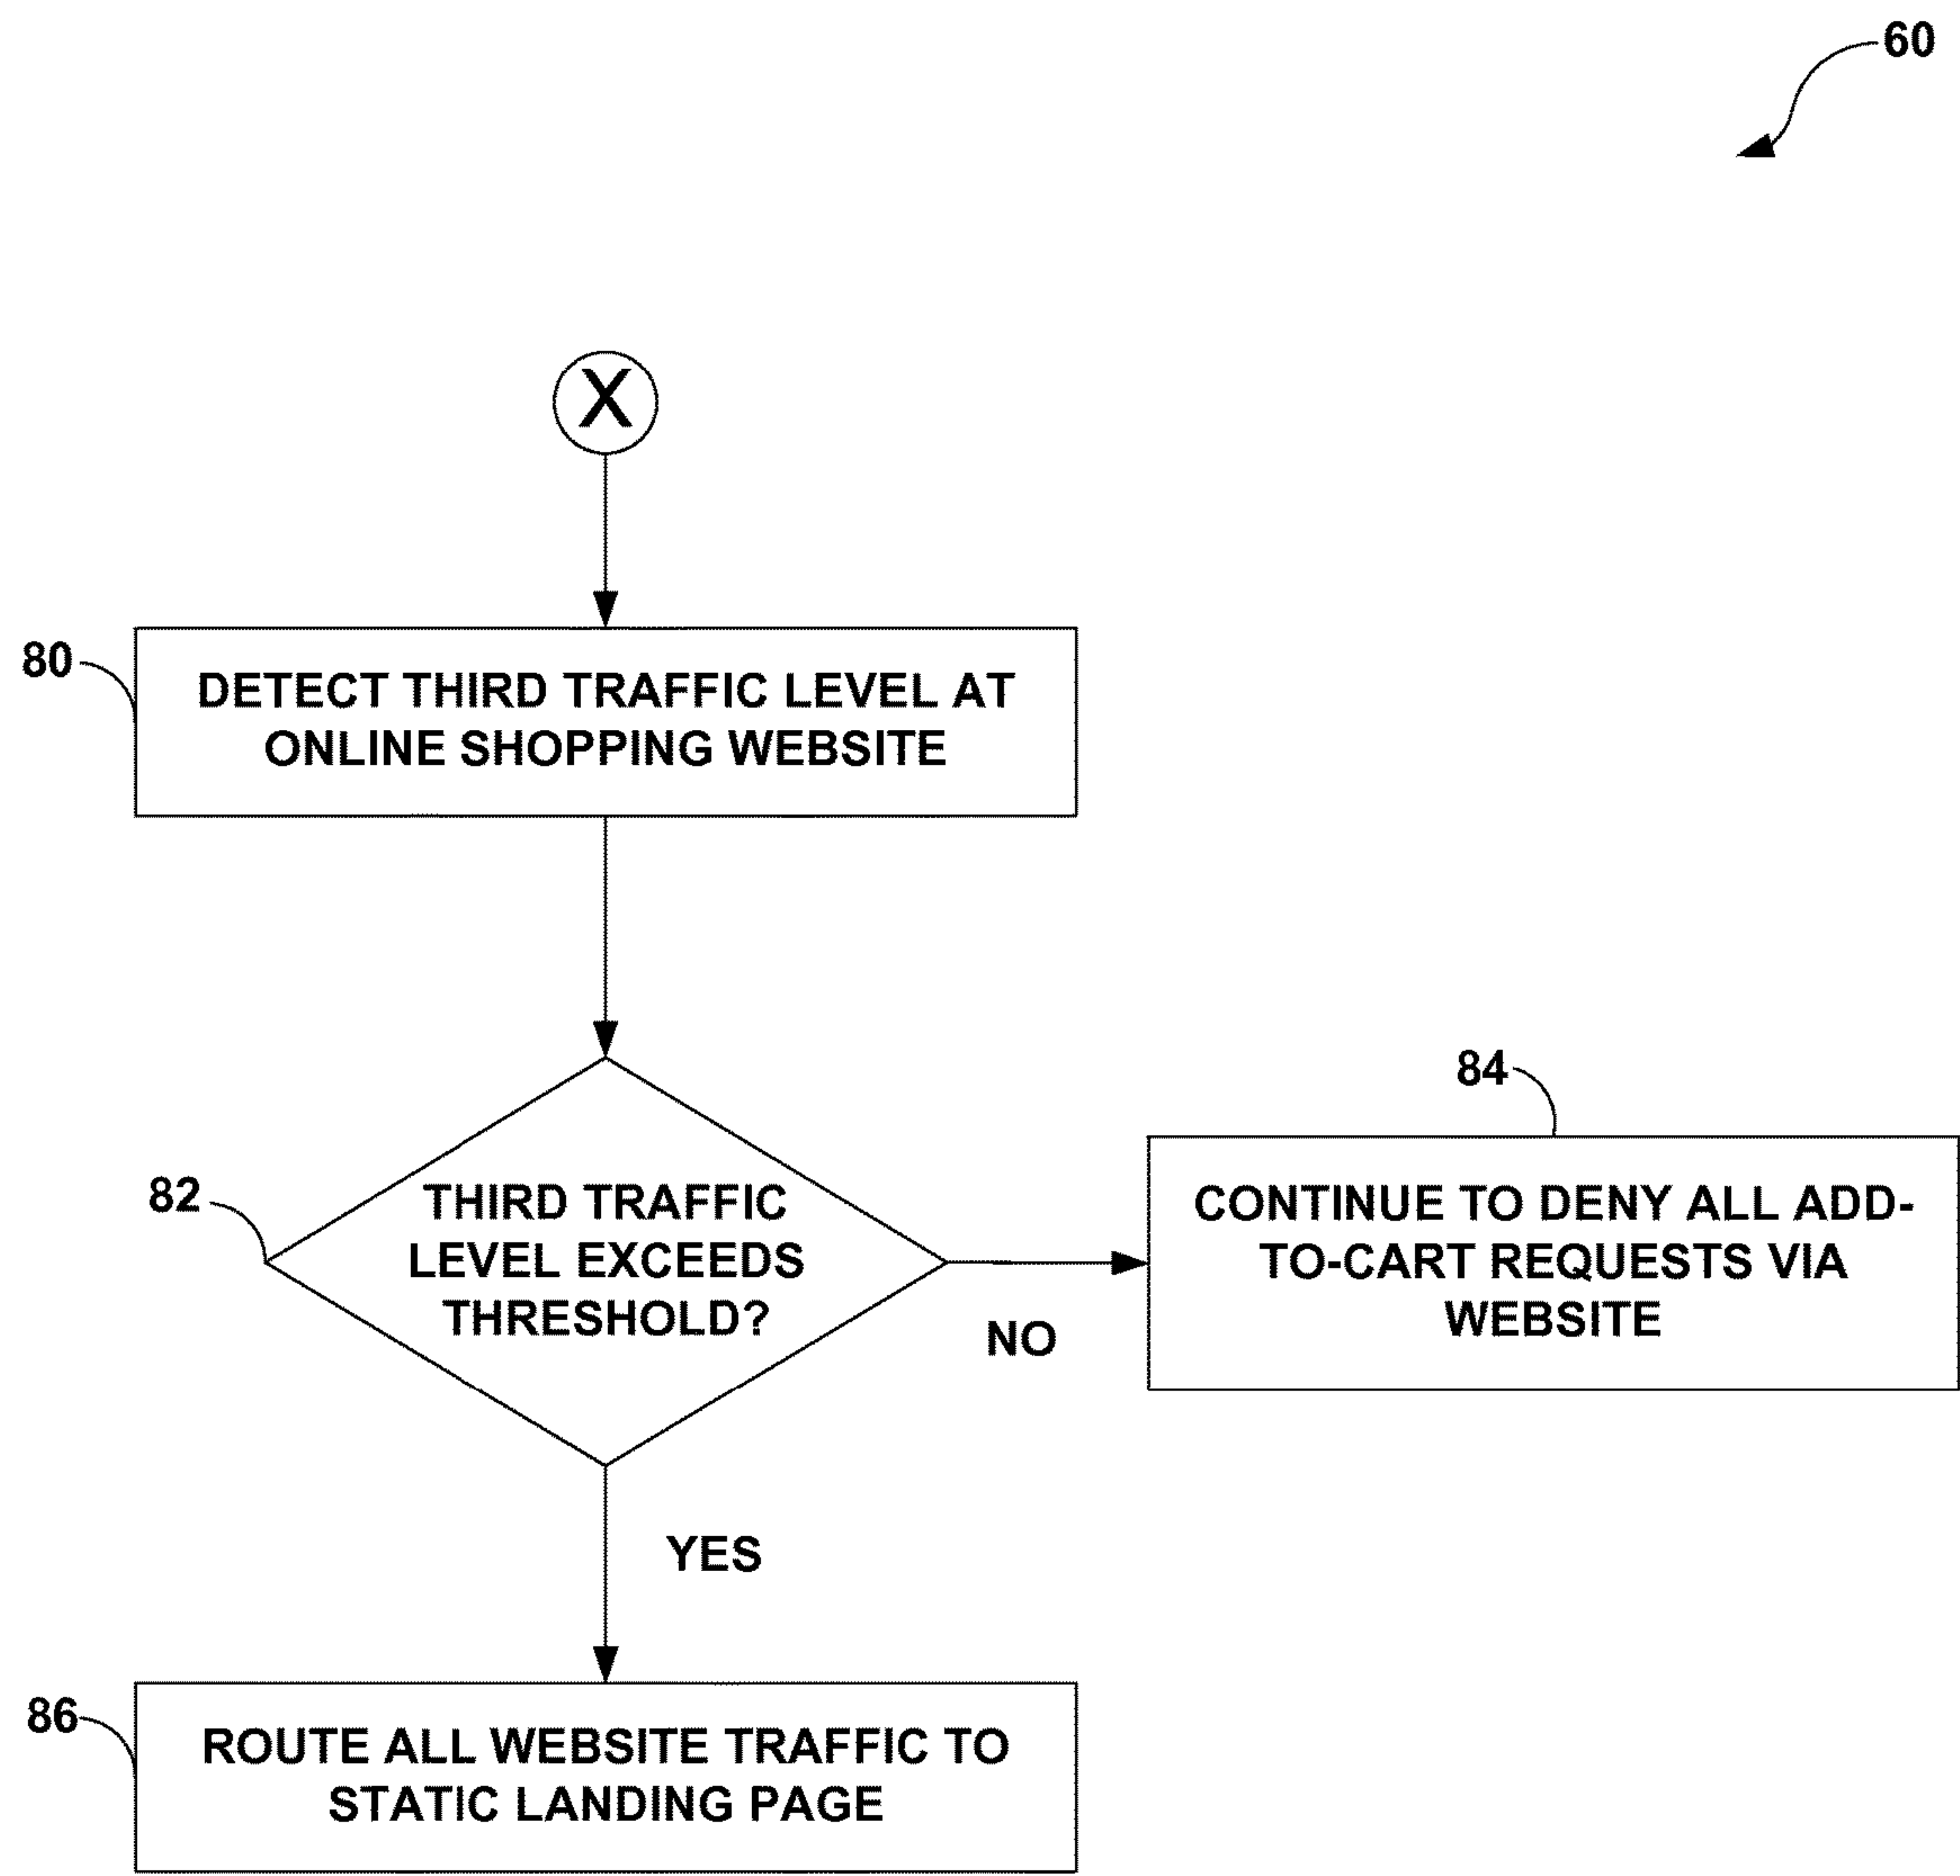 60
X
80
DETECT THIRD TRAFFIC LEVEL AT
ONLINE SHOPPING WEBSITE
82
THIRD TRAFFIC
LEVEL EXCEEDS
THRESHOLD?
NO
84
CONTINUE TO DENY ALL ADD-
TO-CART REQUESTS VIA
WEBSITE
YES
86
ROUTE ALL WEBSITE TRAFFIC TO
STATIC LANDING PAGE